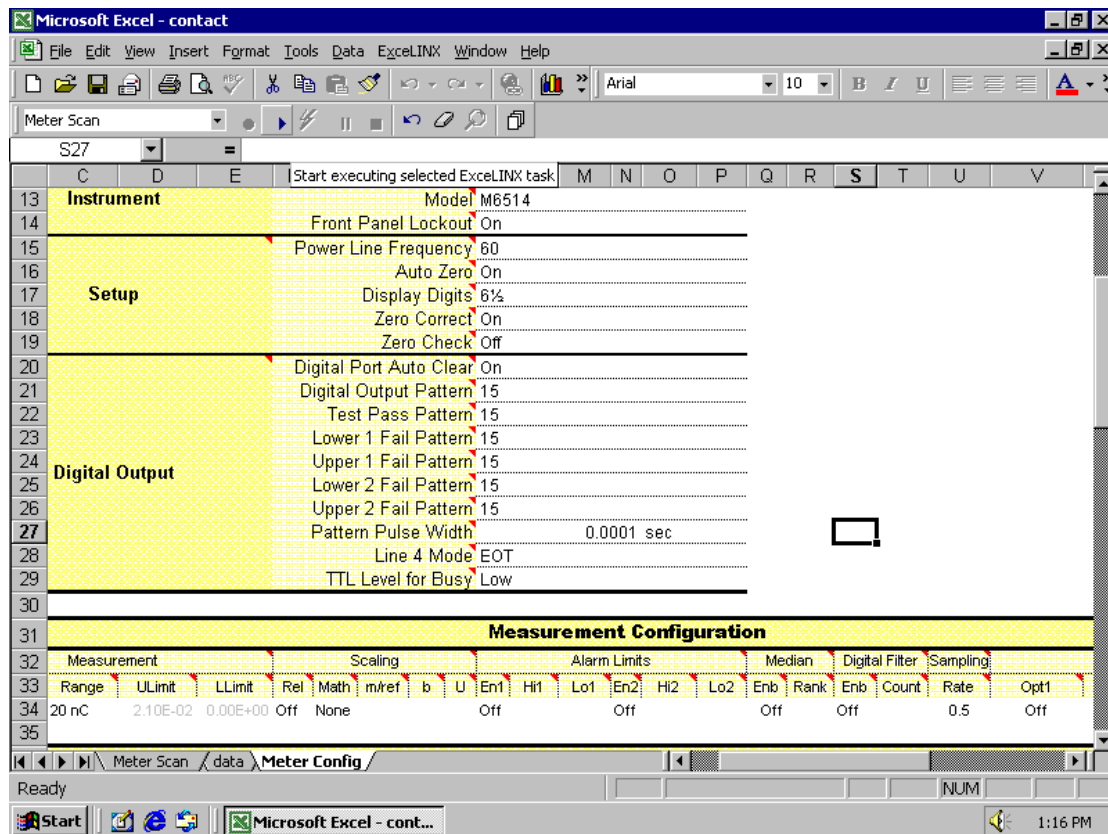 Microsoft Excel - contact
File Edit View Insert Format Tools Data ExceLINX Window Help
ABC Arial 10 B I U A
Meter Scan
S27 =
Start executing selected ExceLINX task
C D E M N O P Q R S T U V
13 Instrument Model M6514
14 Front Panel Lockout On
15 Power Line Frequency 60
16 Auto Zero On
17 Setup Display Digits 6½
18 Zero Correct On
19 Zero Check Off
20 Digital Port Auto Clear On
21 Digital Output Pattern 15
22 Test Pass Pattern 15
23 Lower 1 Fail Pattern 15
24 Digital Output Upper 1 Fail Pattern 15
25 Lower 2 Fail Pattern 15
26 Upper 2 Fail Pattern 15
27 Pattern Pulse Width 0.0001 sec
28 Line 4 Mode EOT
29 TTL Level for Busy Low
30
31 Measurement Configuration
32 Measurement Scaling Alarm Limits Median Digital Filter Sampling
33 Range ULimit LLimit Rel Math m/ref b U En1 Hi1 Lo1 En2 Hi2 Lo2 Enb Rank Enb Count Rate Opt1
34 20 nC 2.10E-02 0.00E+00 Off None Off Off Off Off 0.5 Off
35
Meter Scan data Meter Config
Ready NUM
Start Microsoft Excel - cont... 1:16 PM